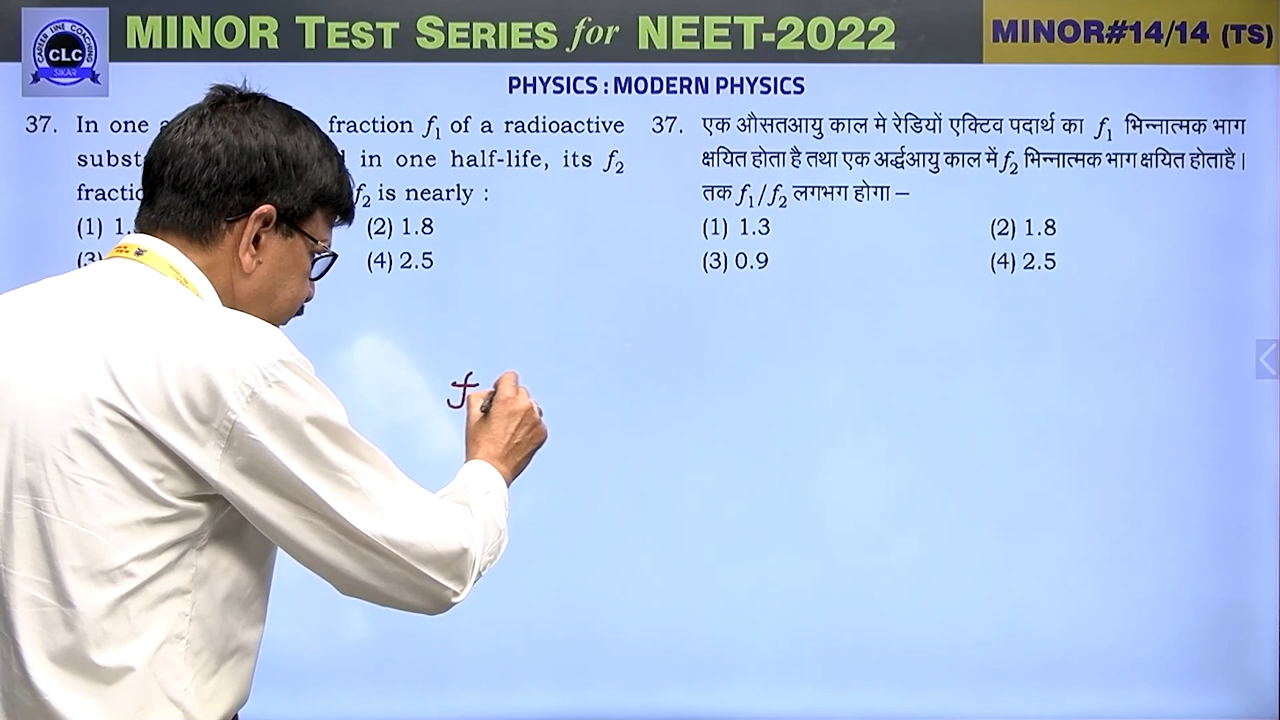 CAREER LINE COACHING
CLC
SIKAR
MINOR TEST SERIES for NEET-2022
MINOR#14/14 (TS)
PHYSICS : MODERN PHYSICS
37. In one fraction f₁ of a radioactive
in one half-life, its f₂
f₂ is nearly :
(1) 1. (2) 1.8
(4) 2.5
37. एक औसतआयु काल मे रेडियों एक्टिव पदार्थ का f₁ भिन्नात्मक भाग
क्षयित होता है तथा एक अर्द्धआयु काल में f₂ भिन्नात्मक भाग क्षयित होताहै।
तक f₁/f₂ लगभग होगा –
(1) 1.3 (2) 1.8
(3) 0.9 (4) 2.5
f